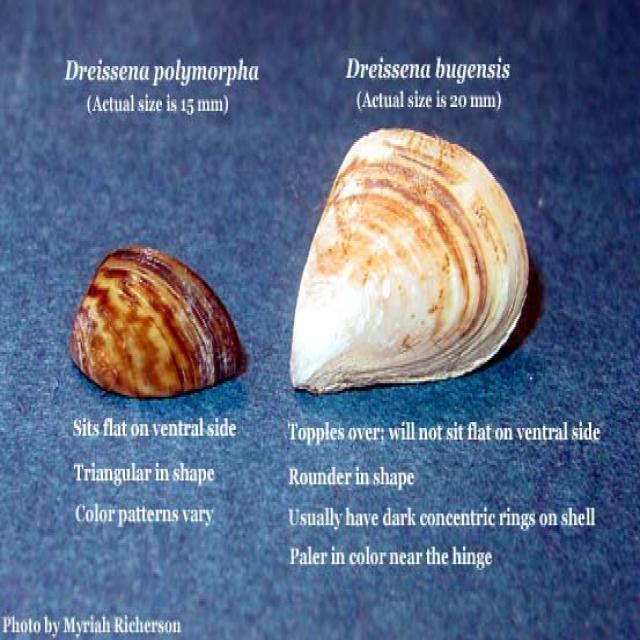 Dreissena polymorpha
(Actual size is 15 mm)
Dreissena bugensis
(Actual size is 20 mm)
Sits flat on ventral side
Triangular in shape
Color patterns vary
Topples over; will not sit flat on ventral side
Rounder in shape
Usually have dark concentric rings on shell
Paler in color near the hinge
Photo by Myriah Richerson